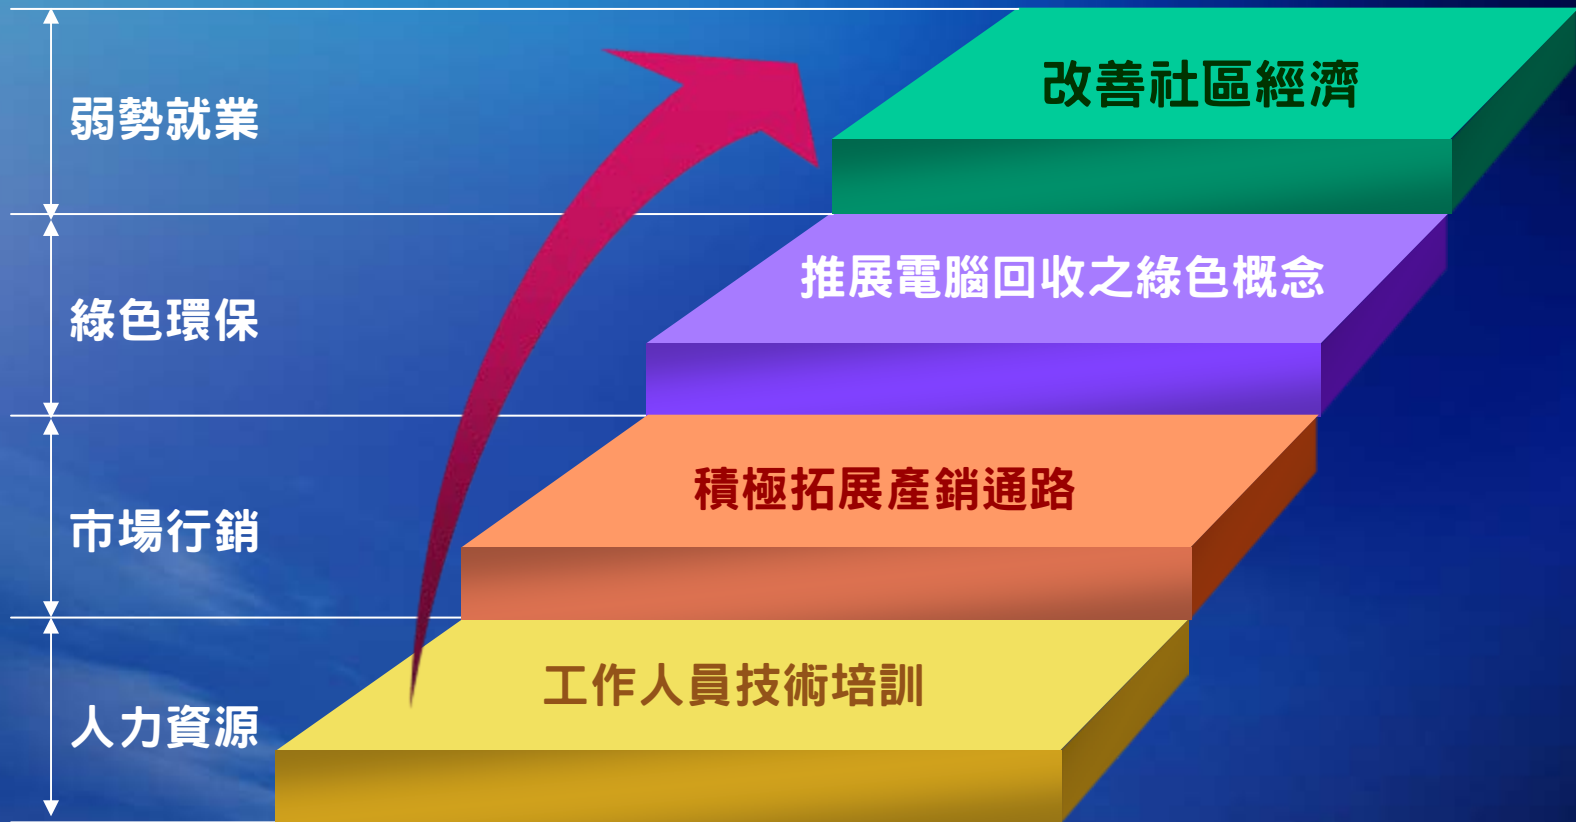 弱勢就業
改善社區經濟
綠色環保
推展電腦回收之綠色概念
市場行銷
積極拓展產銷通路
人力資源
工作人員技術培訓